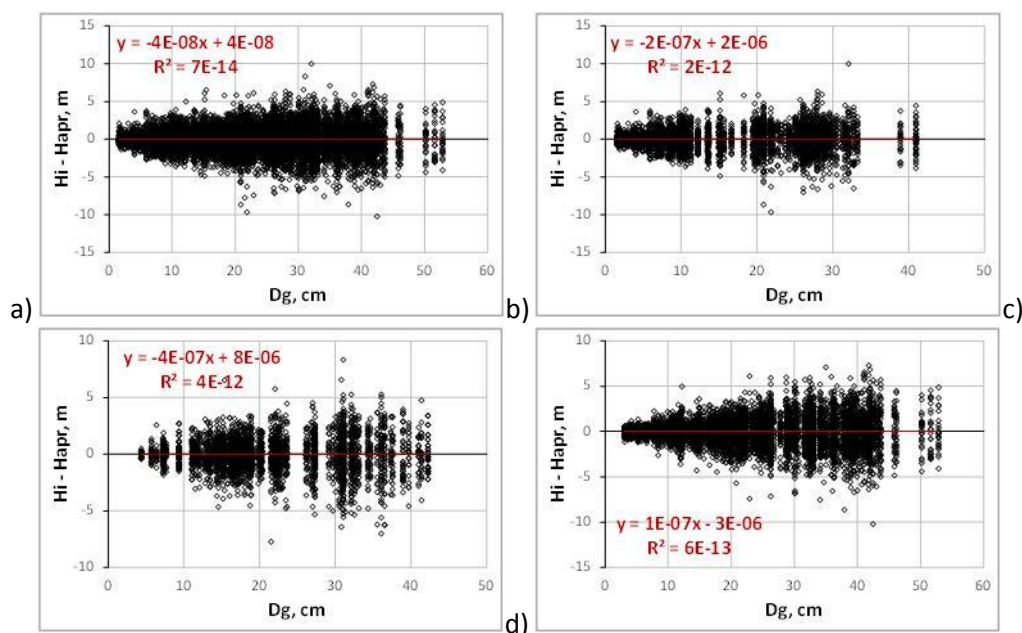 y = -4E-08x + 4E-08
R² = 7E-14
15
10
5
0
-5
-10
-15
0 10 20 30 40 50 60
Hi - Hapr, m
Dg, cm
a)
y = -2E-07x + 2E-06
R² = 2E-12
15
10
5
0
-5
-10
-15
0 10 20 30 40 50
Hi - Hapr, m
Dg, cm
b)
c)
y = -4E-07x + 8E-06
R² = 4E-12
10
5
0
-5
-10
0 10 20 30 40 50
Hi - Hapr, m
Dg, cm
d)
10
5
0
-5
-10
-15
y = 1E-07x - 3E-06
R² = 6E-13
0 10 20 30 40 50 60
Hi - Hapr, m
Dg, cm